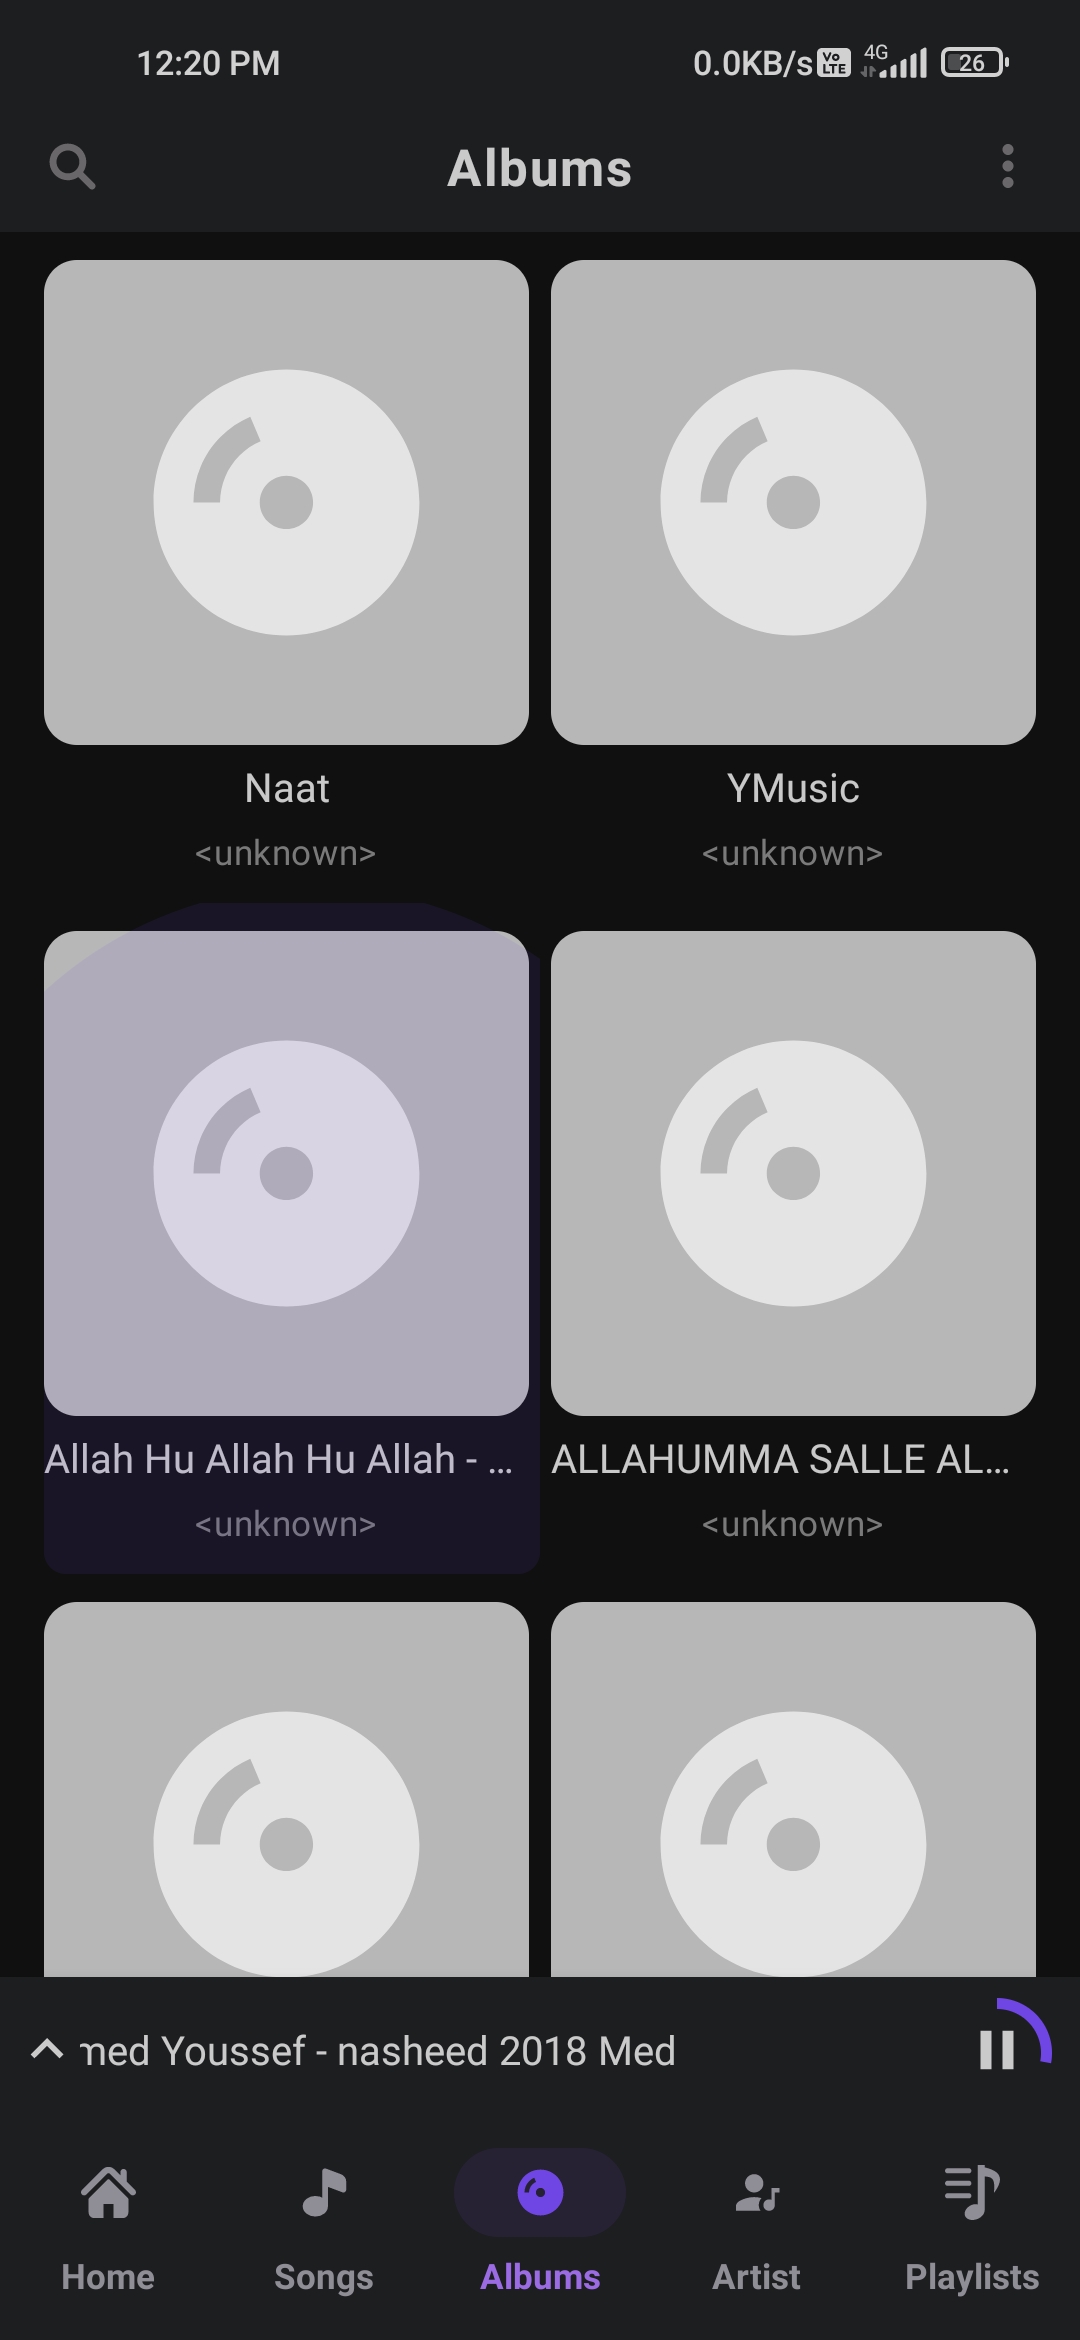 12:20 PM
0.0KB/s Vo LTE 4G 26
Albums
Naat
YMusic
<unknown>
<unknown>
Allah Hu Allah Hu Allah - ...
ALLAHUMMA SALLE AL...
<unknown>
<unknown>
med Youssef - nasheed 2018 Med
Home
Songs
Albums
Artist
Playlists